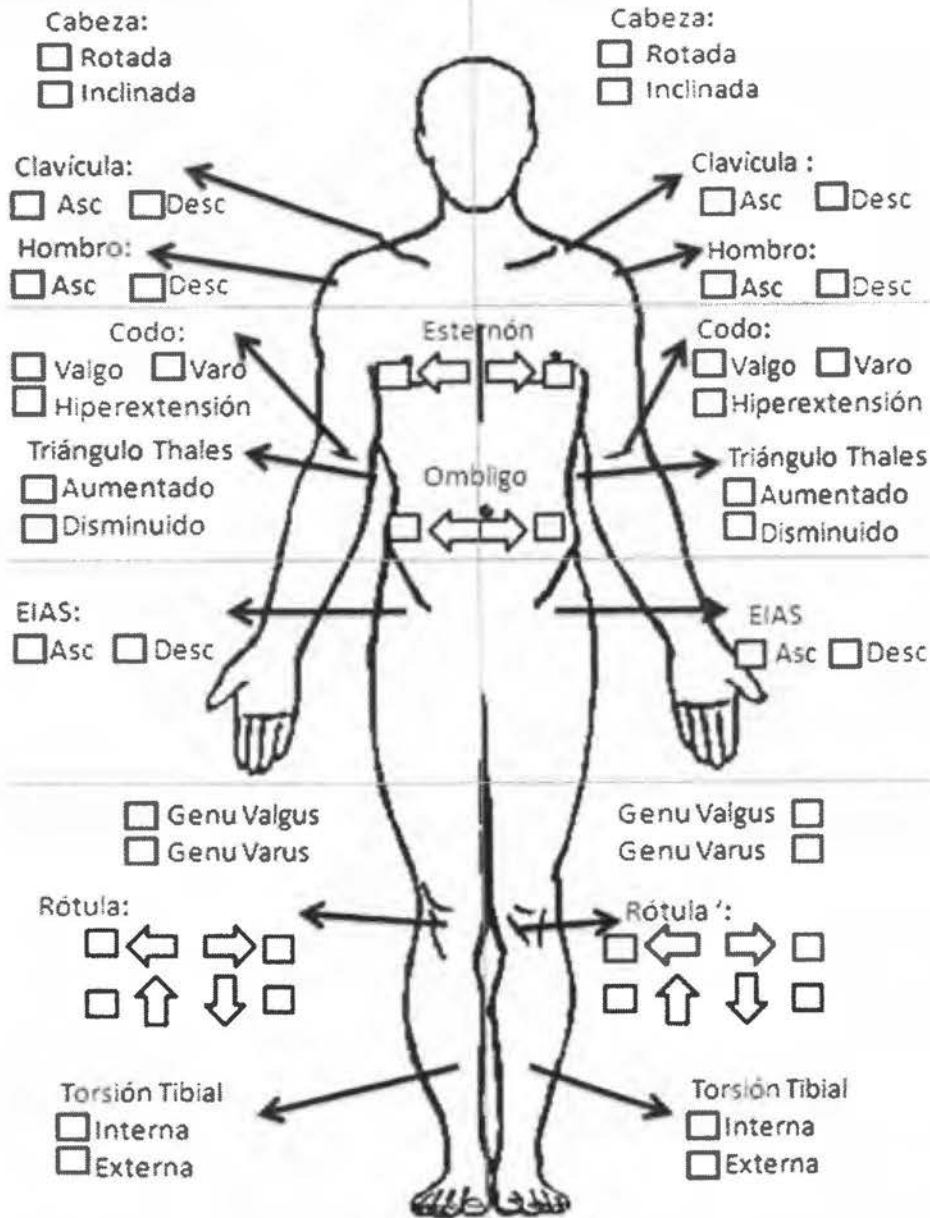 Cabeza:
Rotada
Inclinada
Cabeza:
Rotada
Inclinada
Clavícula:
Asc Desc
Hombro:
Asc Desc
Clavícula :
Asc Desc
Hombro:
Asc Desc
Codo:
Valgo Varo
Hiperextensión
Triángulo Thales
Aumentado
Disminuido
Esternón
Ombligo
Codo:
Valgo Varo
Hiperextensión
Triángulo Thales
Aumentado
Disminuido
EIAS:
Asc Desc
EIAS
Asc Desc
Genu Valgus
Genu Varus
Genu Valgus
Genu Varus
Rótula:
Rótula ‘:
Torsión Tibial
Interna
Externa
Torsión Tibial
Interna
Externa